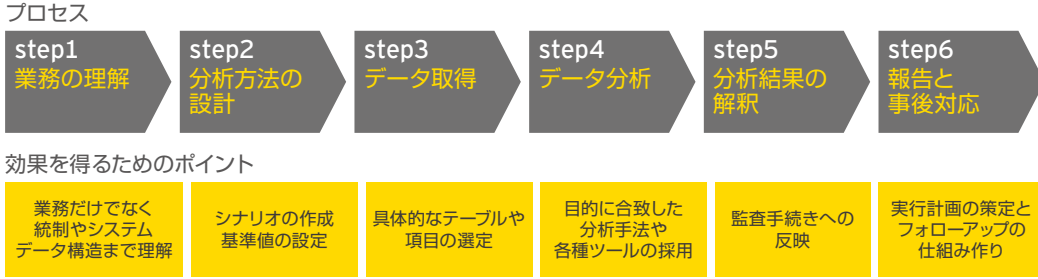 プロセス
step1
業務の理解
step2
分析方法の
設計
step3
データ取得
step4
データ分析
step5
分析結果の
解釈
step6
報告と
事後対応
効果を得るためのポイント
業務だけでなく
統制やシステム
データ構造まで理解
シナリオの作成
基準値の設定
具体的なテーブルや
項目の選定
目的に合致した
分析手法や
各種ツールの採用
監査手続きへの
反映
実行計画の策定と
フォローアップの
仕組み作り